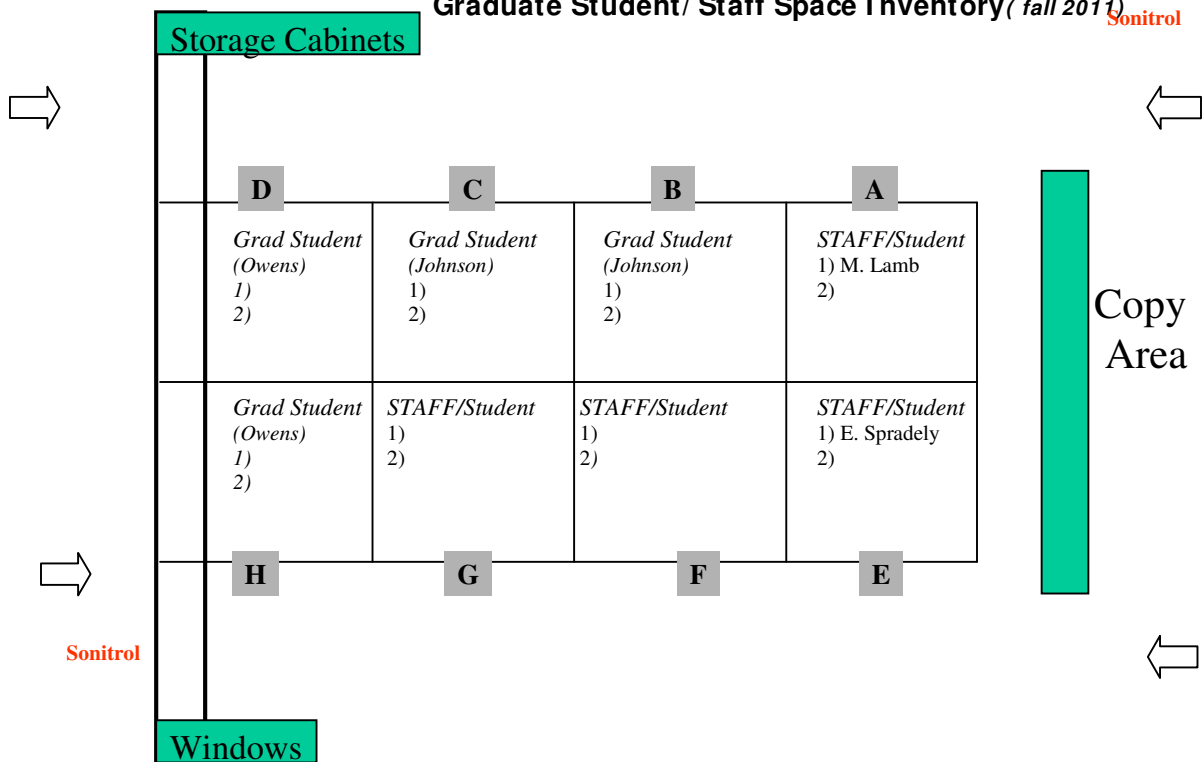 Graduate Student/ Staff Space Inventory( fall 2011)
Sonitrol
Storage Cabinets
D
C
B
A
Grad Student
(Owens)
1)
2)
Grad Student
(Johnson)
1)
2)
Grad Student
(Johnson)
1)
2)
STAFF/Student
1) M. Lamb
2)
Copy
Area
Grad Student
(Owens)
1)
2)
STAFF/Student
1)
2)
STAFF/Student
1)
2)
STAFF/Student
1) E. Spradely
2)
H
G
F
E
Sonitrol
Windows